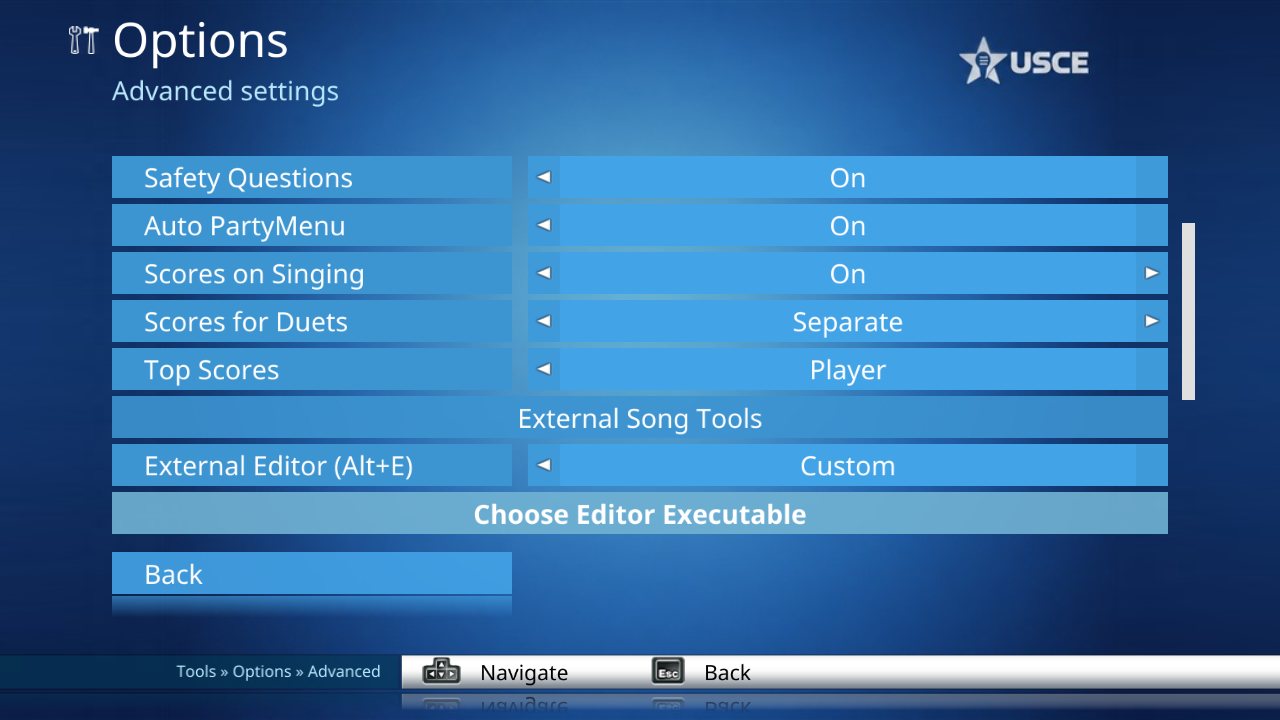 Options
USCE
Advanced settings
Safety Questions On
Auto PartyMenu On
Scores on Singing On
Scores for Duets Separate
Top Scores Player
External Song Tools
External Editor (Alt+E) Custom
Choose Editor Executable
Back
Tools » Options » Advanced Navigate Esc Back